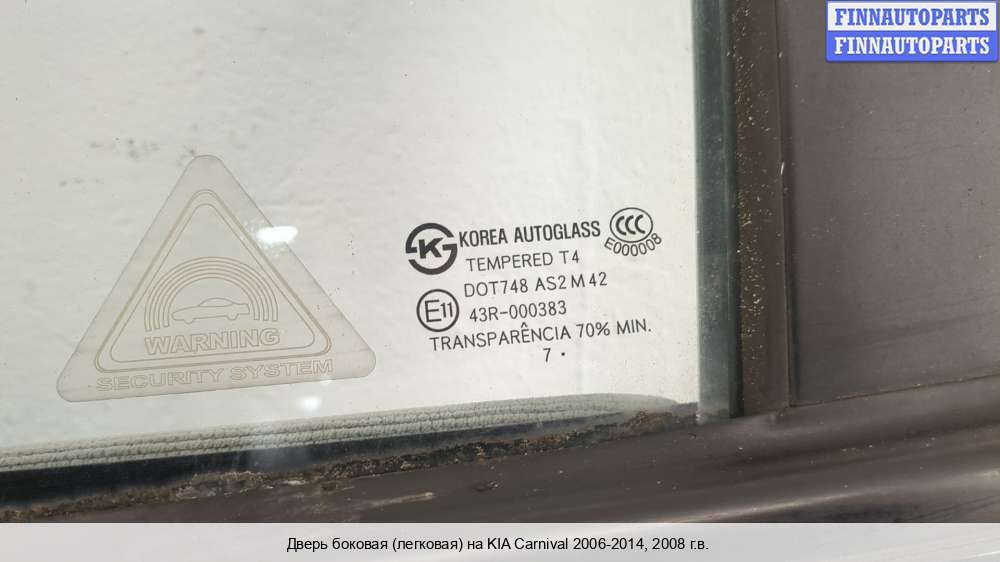 FINNAUTOPARTS
FINNAUTOPARTS
KS KOREA AUTOGLASS CCC
E000008
TEMPERED T4
DOT748 AS2 M 42
E11 43R-000383
TRANSPARÊNCIA 70% MIN.
7 •
WARNING
SECURITY SYSTEM
Дверь боковая (легковая) на KIA Carnival 2006-2014, 2008 г.в.